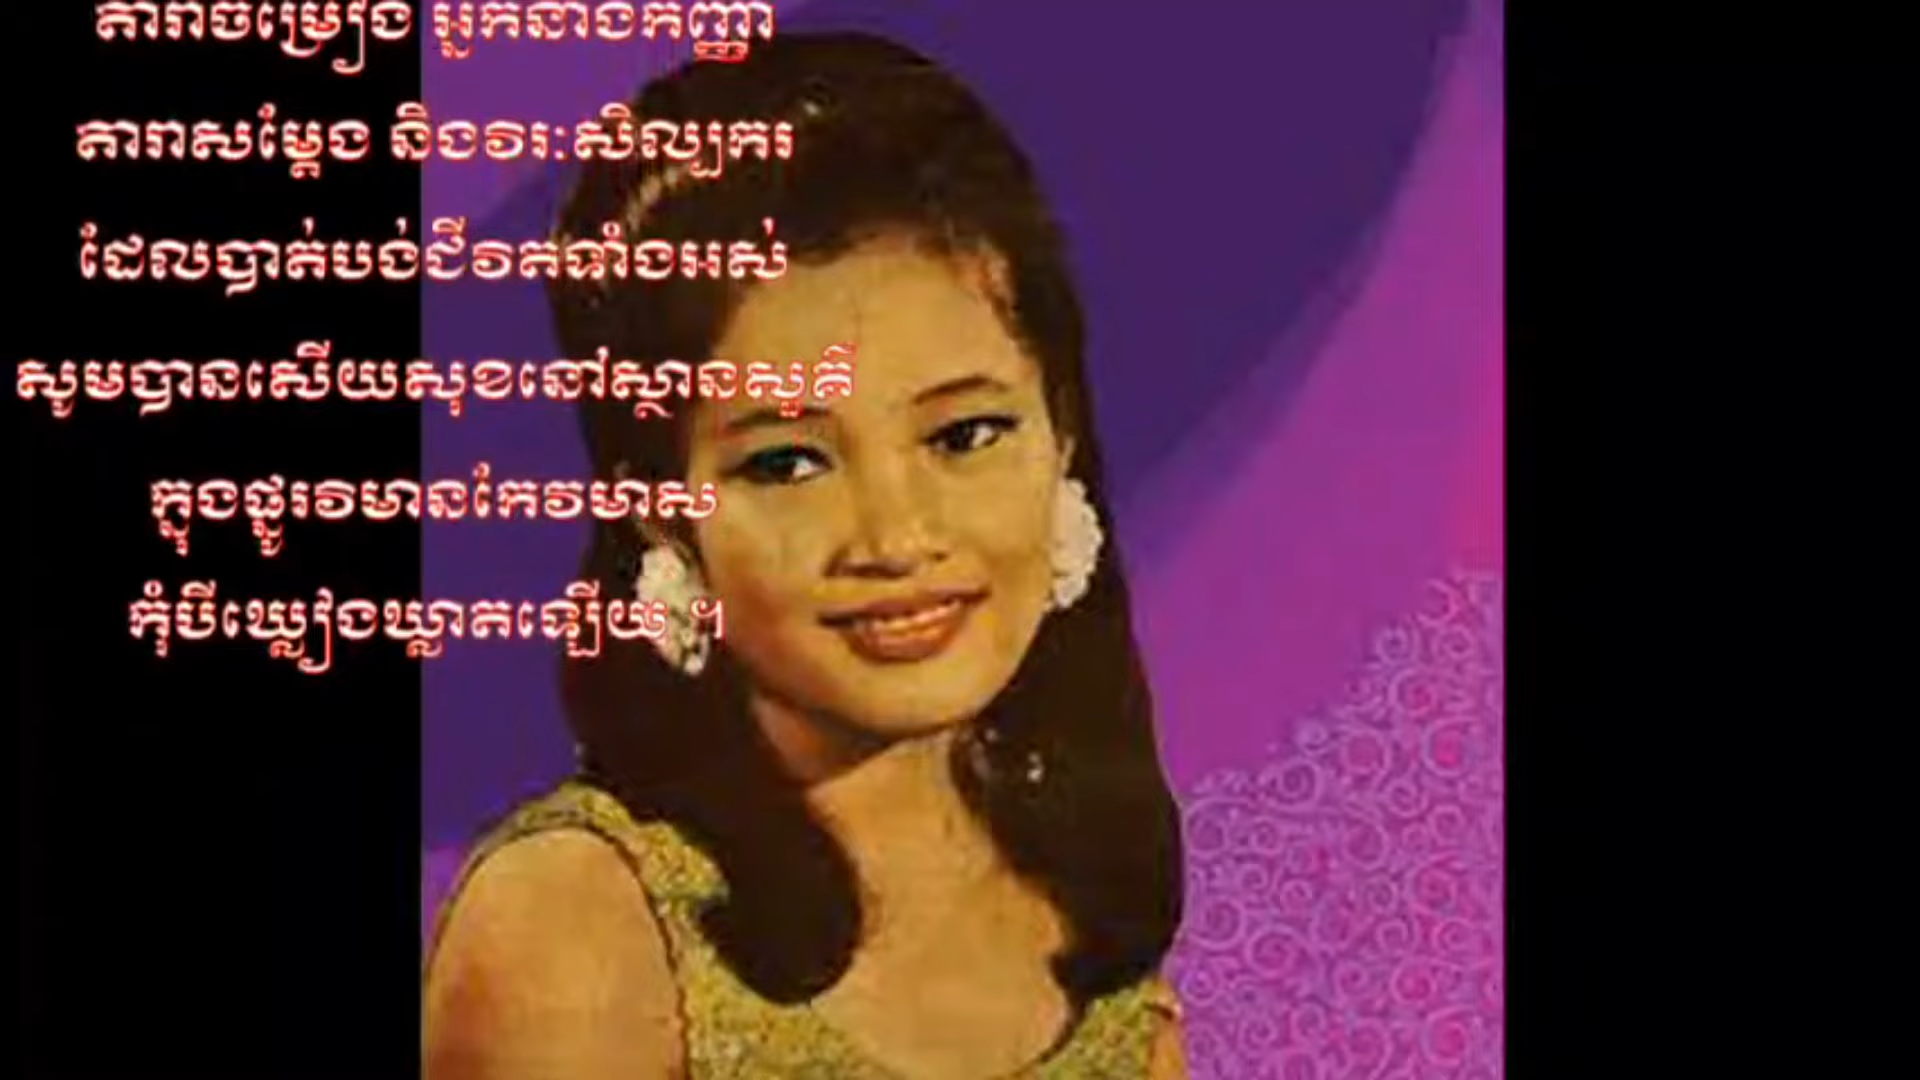 តារាចម្រៀង អ្នកនាងកញ្ញា
តារាសម្ដែង និងវិរៈសិល្បករ
ដែលបាត់បង់ជីវិតទាំងអស់
សូមបានសើយសុខនៅស្ថានសួគ៌
ក្នុងផ្នូរវិមានកែវមាស
កុំបីឃ្លៀងឃ្លាតឡើយ ។